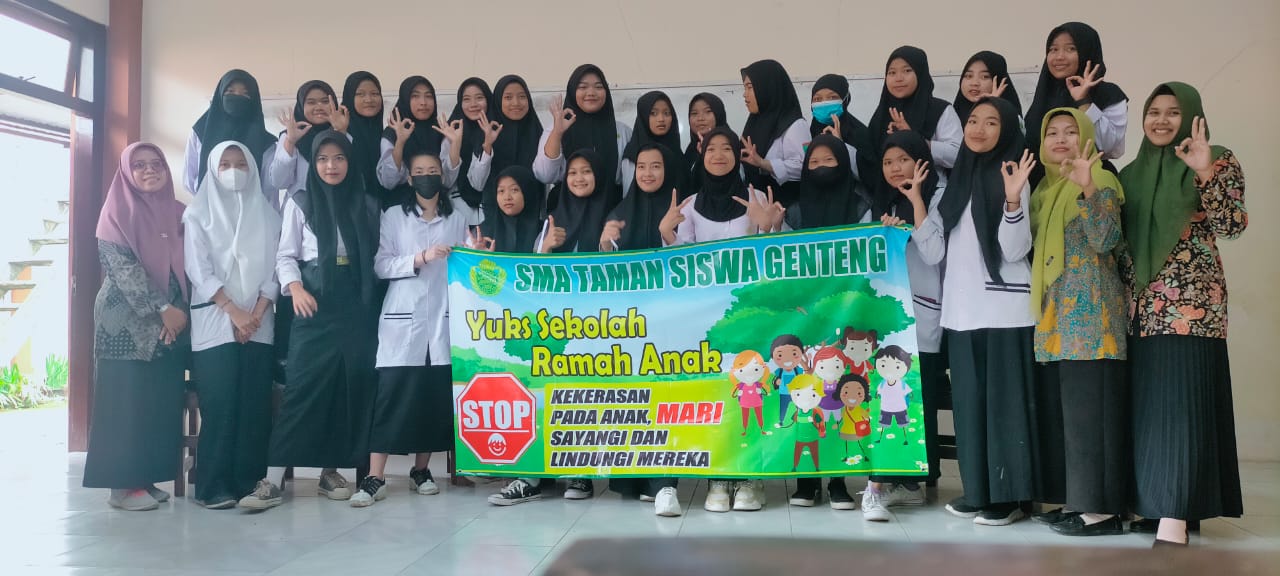 SMA TAMAN SISWA GENTENG
Yuks Sekolah
Ramah Anak
STOP
KEKERASAN
PADA ANAK, MARI
SAYANGI DAN
LINDUNGI MEREKA